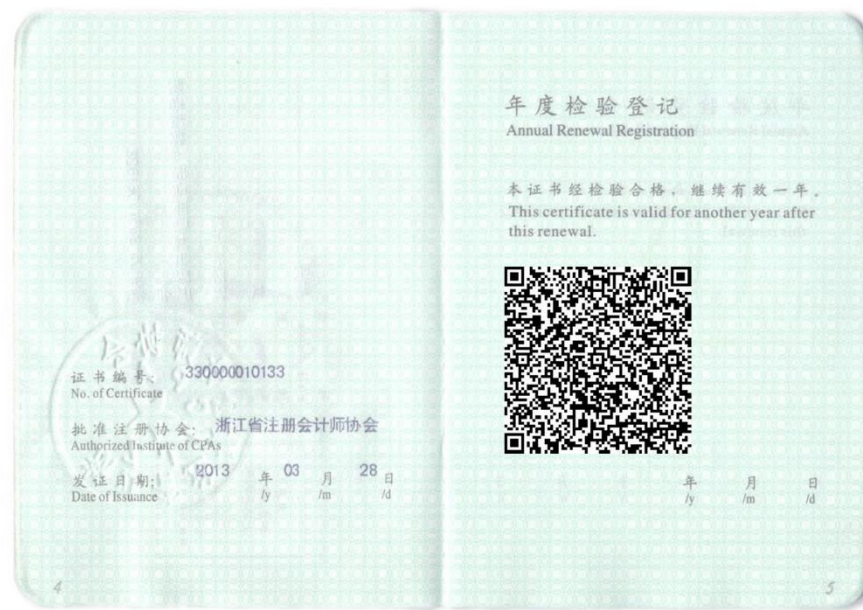 证书编号: 330000010133
No. of Certificate
批准注册协会: 浙江省注册会计师协会
Authorized Institute of CPAs
发证日期: 2013 年 03 月 28 日
Date of Issuance /y /m /d
4
年度检验登记
Annual Renewal Registration
本证书经检验合格，继续有效一年。
This certificate is valid for another year after
this renewal.
年 月 日
/y /m /d
5